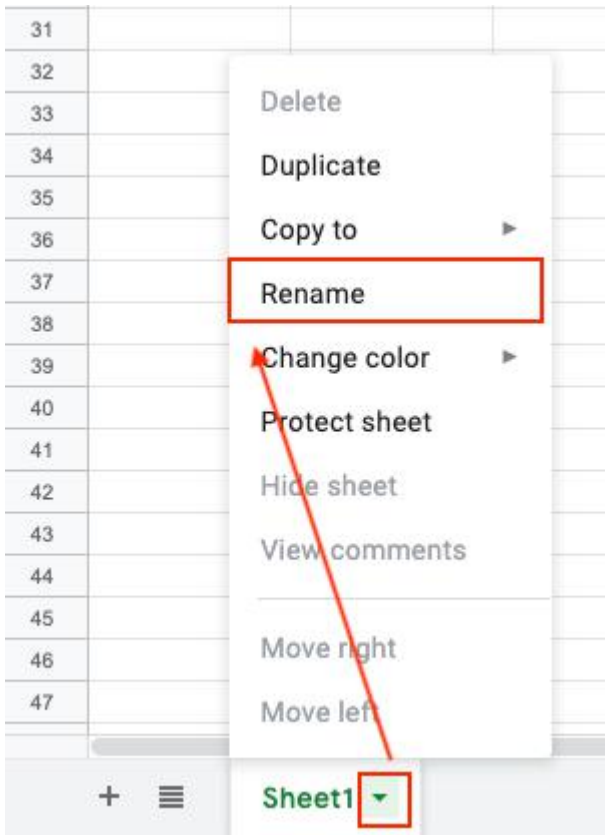 31
32
33
34
35
36
37
38
39
40
41
42
43
44
45
46
47
Delete
Duplicate
Copy to
Rename
Change color
Protect sheet
Hide sheet
View comments
Move right
Move left
Sheet1